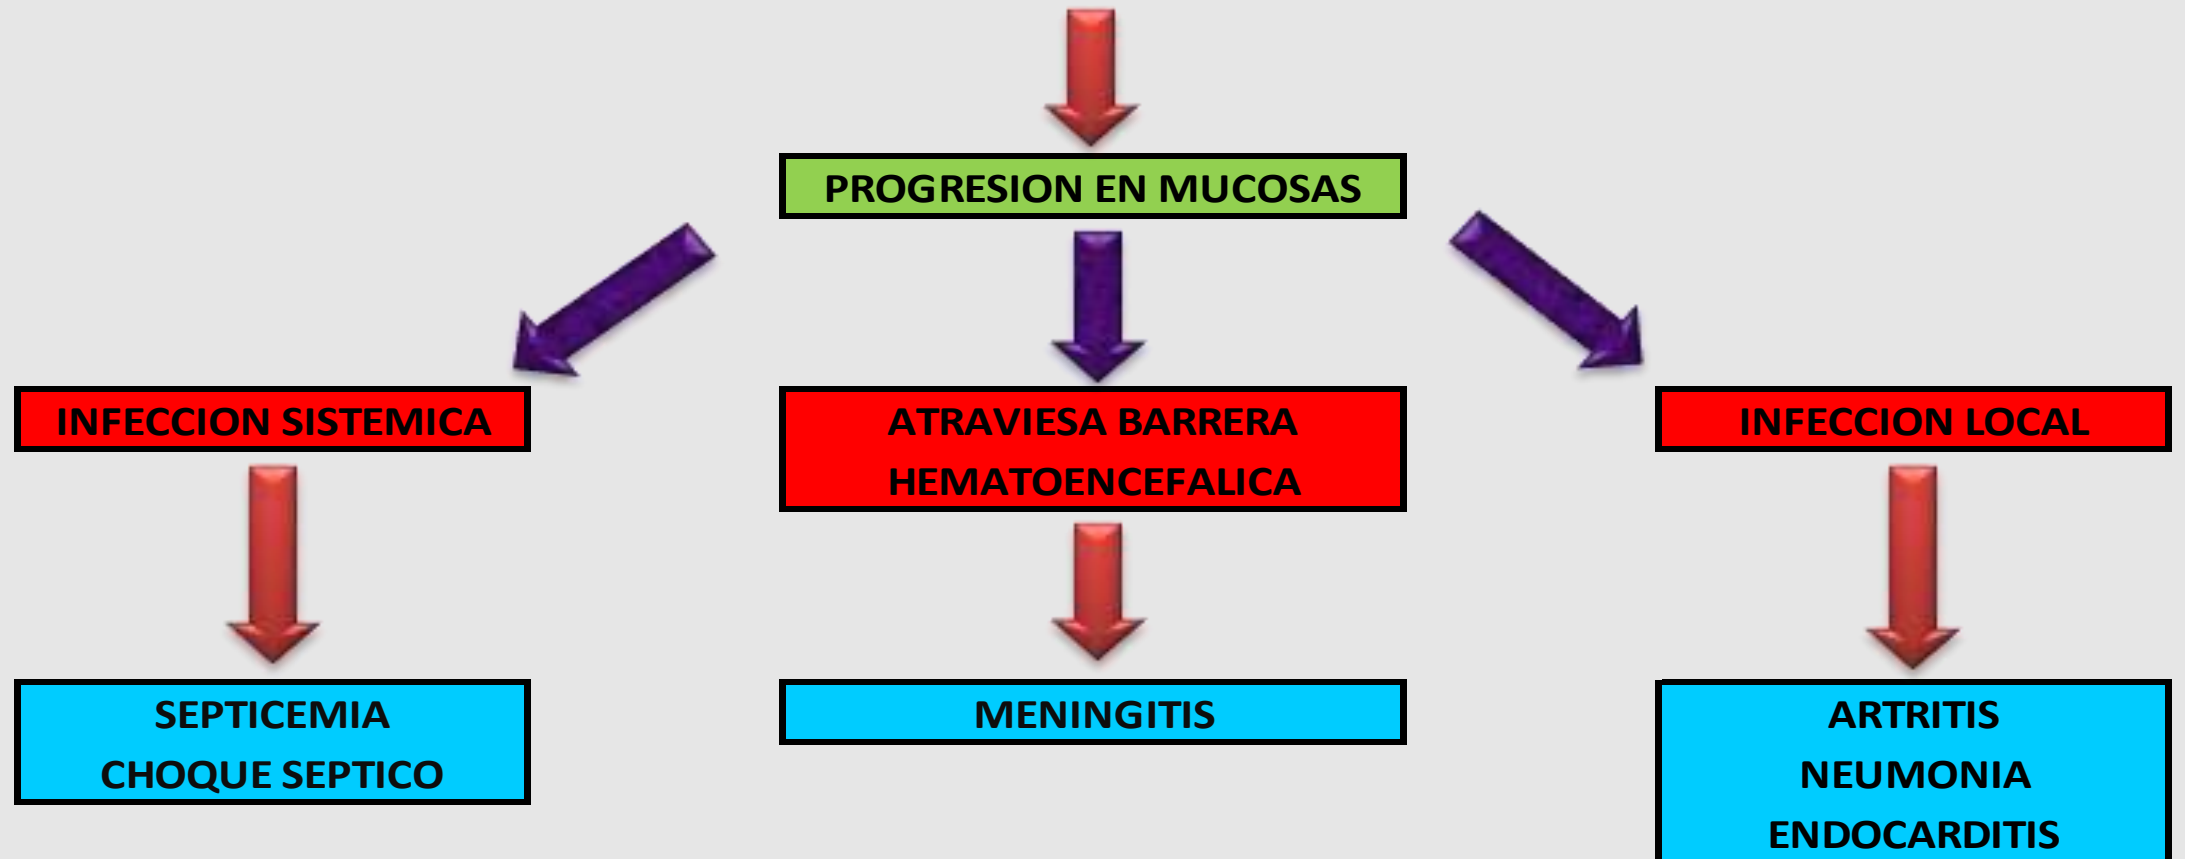 PROGRESION EN MUCOSAS
INFECCION SISTEMICA
ATRAVIESA BARRERA
HEMATOENCEFALICA
INFECCION LOCAL
SEPTICEMIA
CHOQUE SEPTICO
MENINGITIS
ARTRITIS
NEUMONIA
ENDOCARDITIS